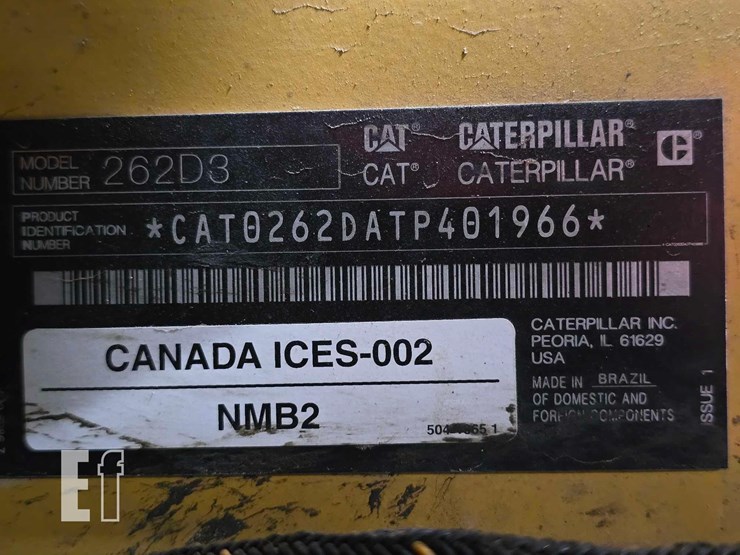 CAT CATERPILLAR
CAT® CATERPILLAR®
MODEL NUMBER 262D3
PRODUCT IDENTIFICATION NUMBER *CAT0262DATP401966*
CANADA ICES-002
NMB2
CATERPILLAR INC.
PEORIA, IL 61629
USA
MADE IN BRAZIL
OF DOMESTIC AND
FOREIGN COMPONENTS
ISSUE 1
Ef